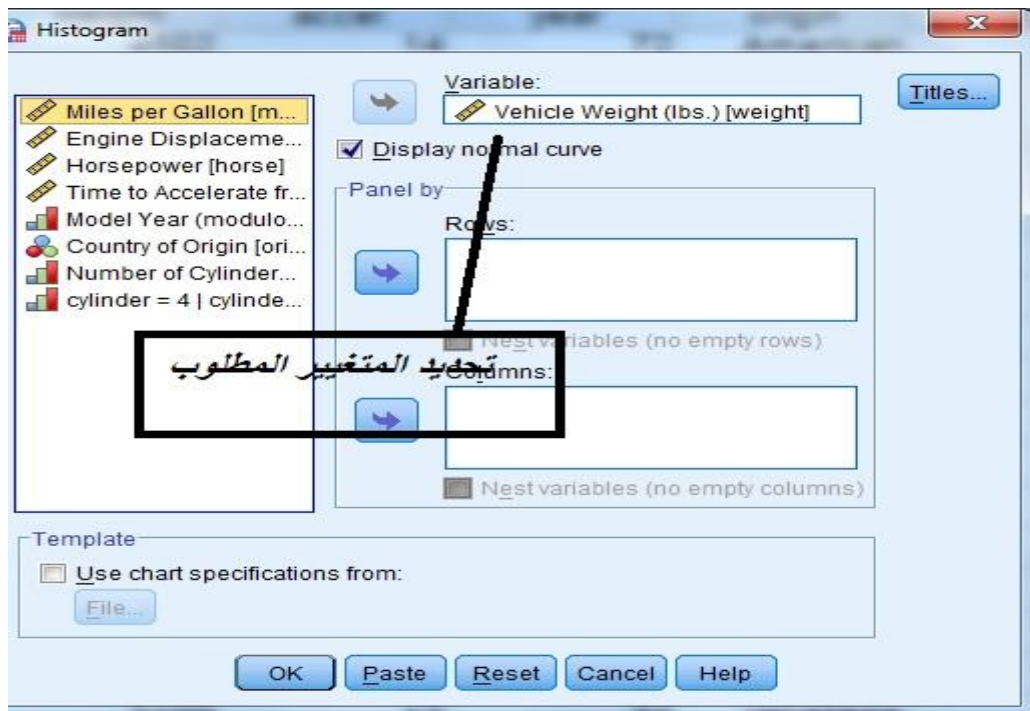 Histogram
Variable:
Titles...
Miles per Gallon [m...
Vehicle Weight (lbs.) [weight]
Engine Displaceme...
Display normal curve
Horsepower [horse]
Time to Accelerate fr...
Panel by
Model Year (modulo...
Rows:
Country of Origin [ori...
Number of Cylinder...
cylinder = 4 | cylinde...
Nest variables (no empty rows)
تحديد المتغيير المطلوب
Columns:
Nest variables (no empty columns)
Template
Use chart specifications from:
File...
OK Paste Reset Cancel Help